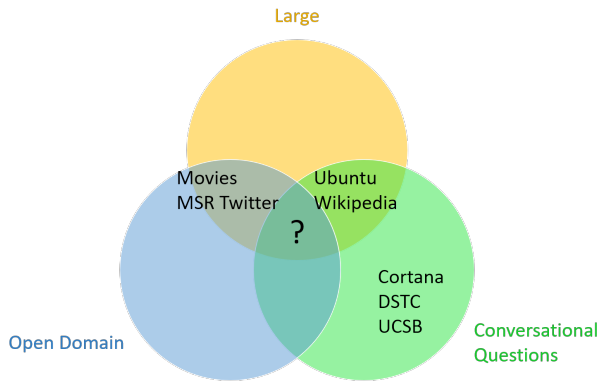 Large
Movies
MSR Twitter
Ubuntu
Wikipedia
?
Cortana
DSTC
UCSB
Open Domain
Conversational
Questions